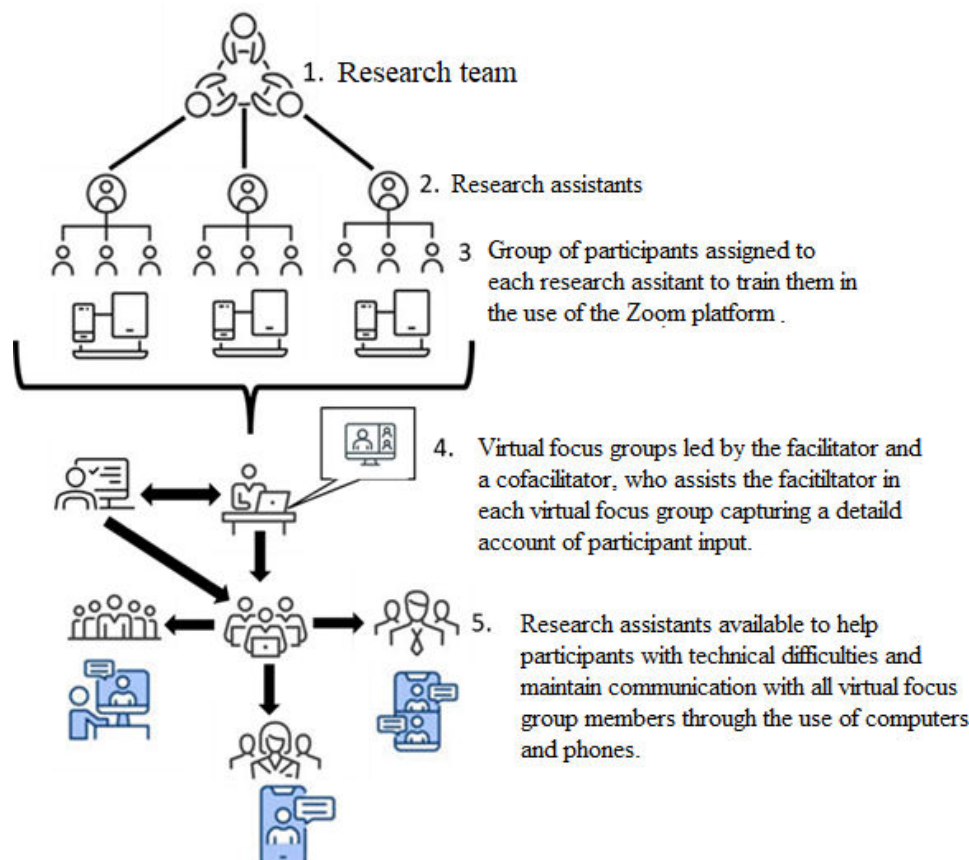 1. Research team
2. Research assistants
3 Group of participants assigned to
each research assitant to train them in
the use of the Zoom platform .
4. Virtual focus groups led by the facilitator and
a cofacilitator, who assists the facitiltator in
each virtual focus group capturing a detaild
account of participant input.
5. Research assistants available to help
participants with technical difficulties and
maintain communication with all virtual focus
group members through the use of computers
and phones.